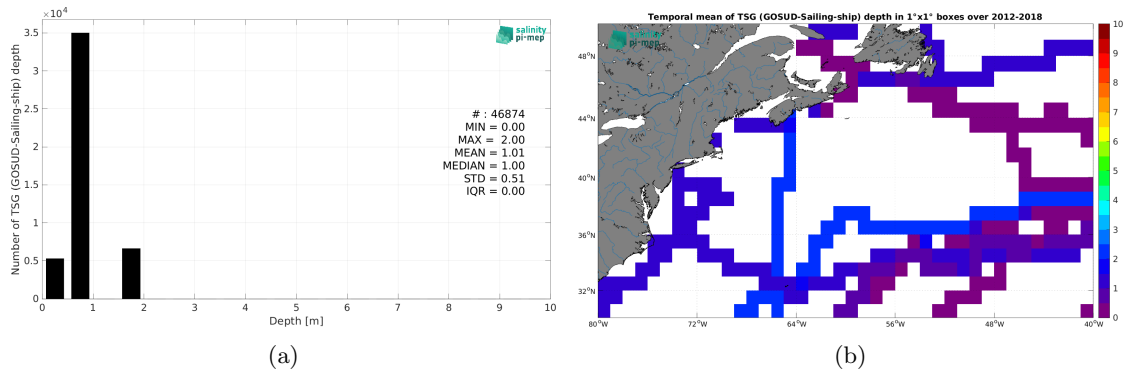 ×10⁴
3.5
3
2.5
2
1.5
1
0.5
0
0 1 2 3 4 5 6 7 8 9 10
Number of TSG (GOSUD-Sailing-ship) depth
Depth [m]
salinity
pi-mep
# : 46874
MIN = 0.00
MAX = 2.00
MEAN = 1.01
MEDIAN = 1.00
STD = 0.51
IQR = 0.00
(a)
Temporal mean of TSG (GOSUD-Sailing-ship) depth in 1°x1° boxes over 2012-2018
salinity
pi-mep
48°N
44°N
40°N
36°N
32°N
80°W 72°W 64°W 56°W 48°W 40°W
10
9
8
7
6
5
4
3
2
1
0
(b)